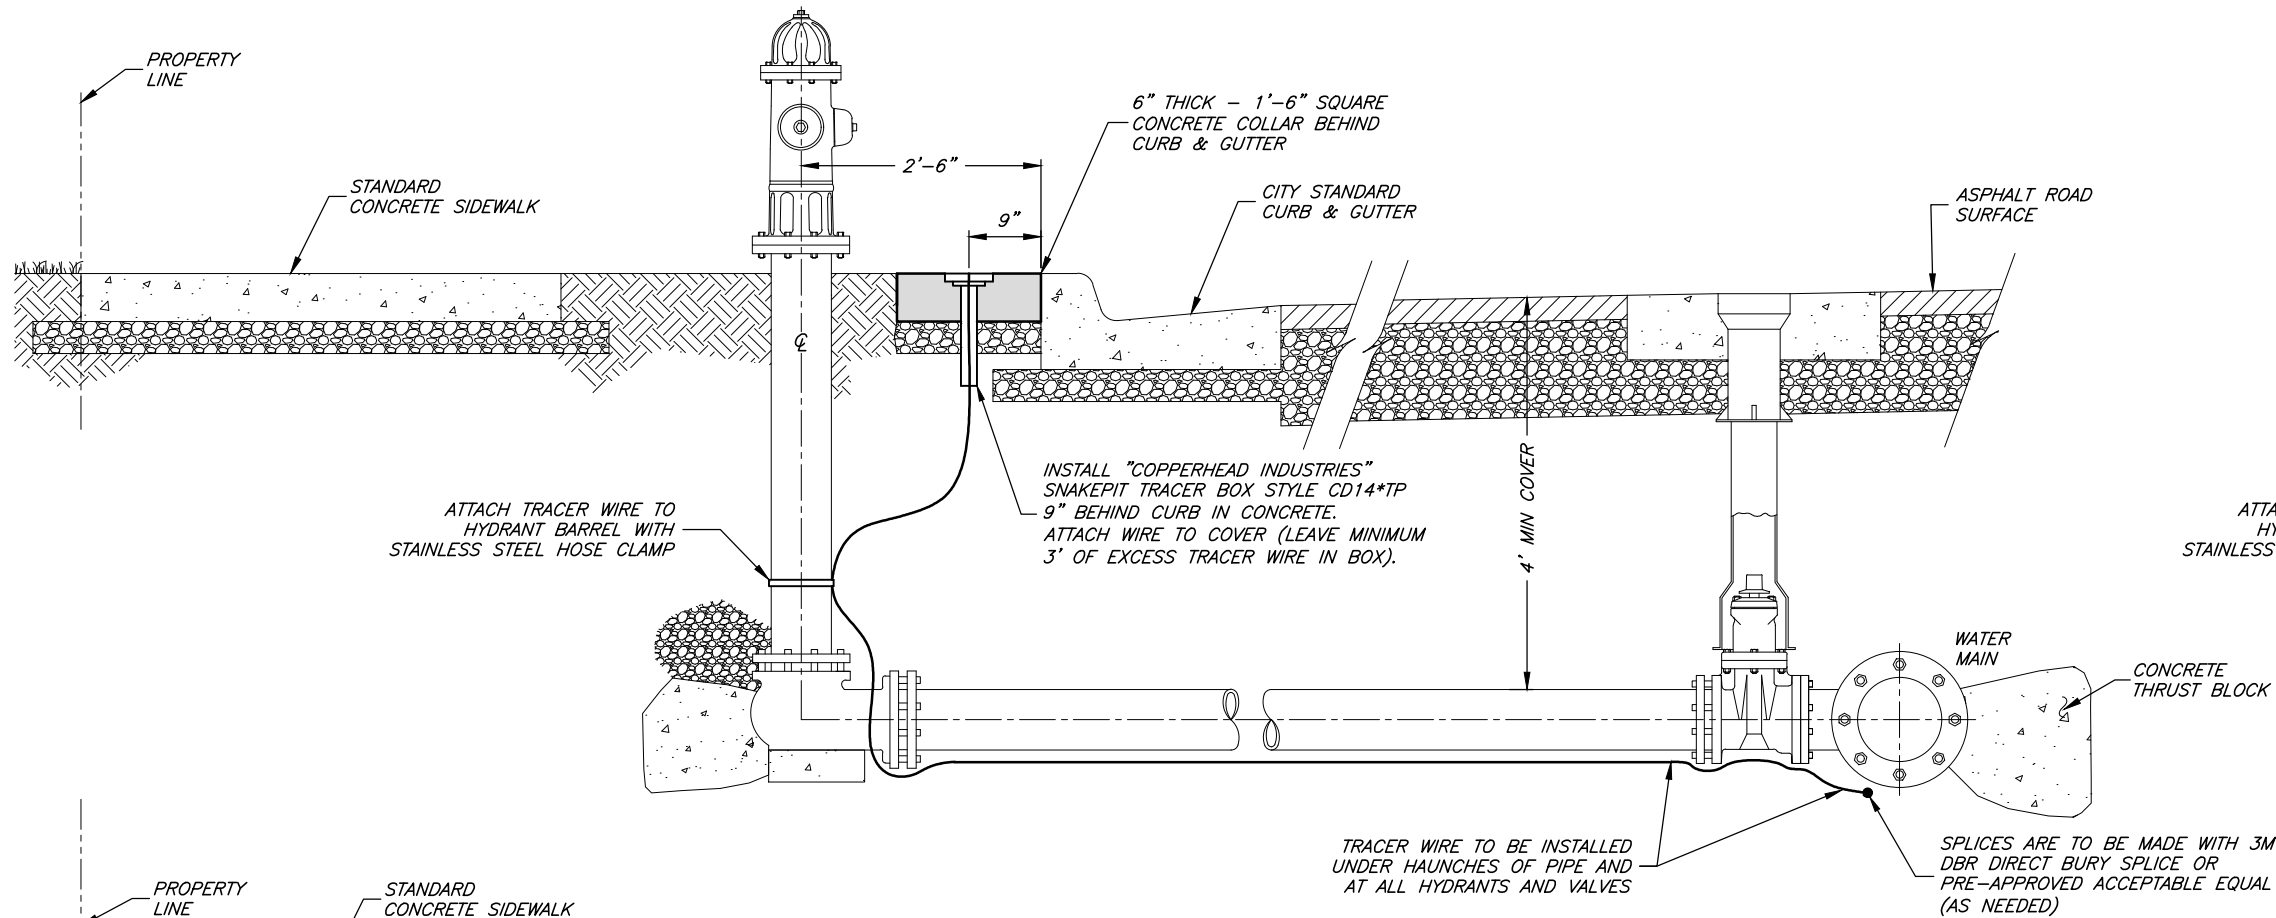 PROPERTY
LINE
6" THICK - 1'-6" SQUARE
CONCRETE COLLAR BEHIND
CURB & GUTTER
2'-6"
STANDARD
CONCRETE SIDEWALK
CITY STANDARD
CURB & GUTTER
ASPHALT ROAD
SURFACE
9"
℄
4' MIN COVER
INSTALL "COPPERHEAD INDUSTRIES"
SNAKEPIT TRACER BOX STYLE CD14*TP
9" BEHIND CURB IN CONCRETE.
ATTACH WIRE TO COVER (LEAVE MINIMUM
3' OF EXCESS TRACER WIRE IN BOX).
ATTACH TRACER WIRE TO
HYDRANT BARREL WITH
STAINLESS STEEL HOSE CLAMP
ATTA
HY
STAINLESS
WATER
MAIN
CONCRETE
THRUST BLOCK
TRACER WIRE TO BE INSTALLED
UNDER HAUNCHES OF PIPE AND
AT ALL HYDRANTS AND VALVES
SPLICES ARE TO BE MADE WITH 3M
DBR DIRECT BURY SPLICE OR
PRE-APPROVED ACCEPTABLE EQUAL
(AS NEEDED)
PROPERTY
LINE
STANDARD
CONCRETE SIDEWALK